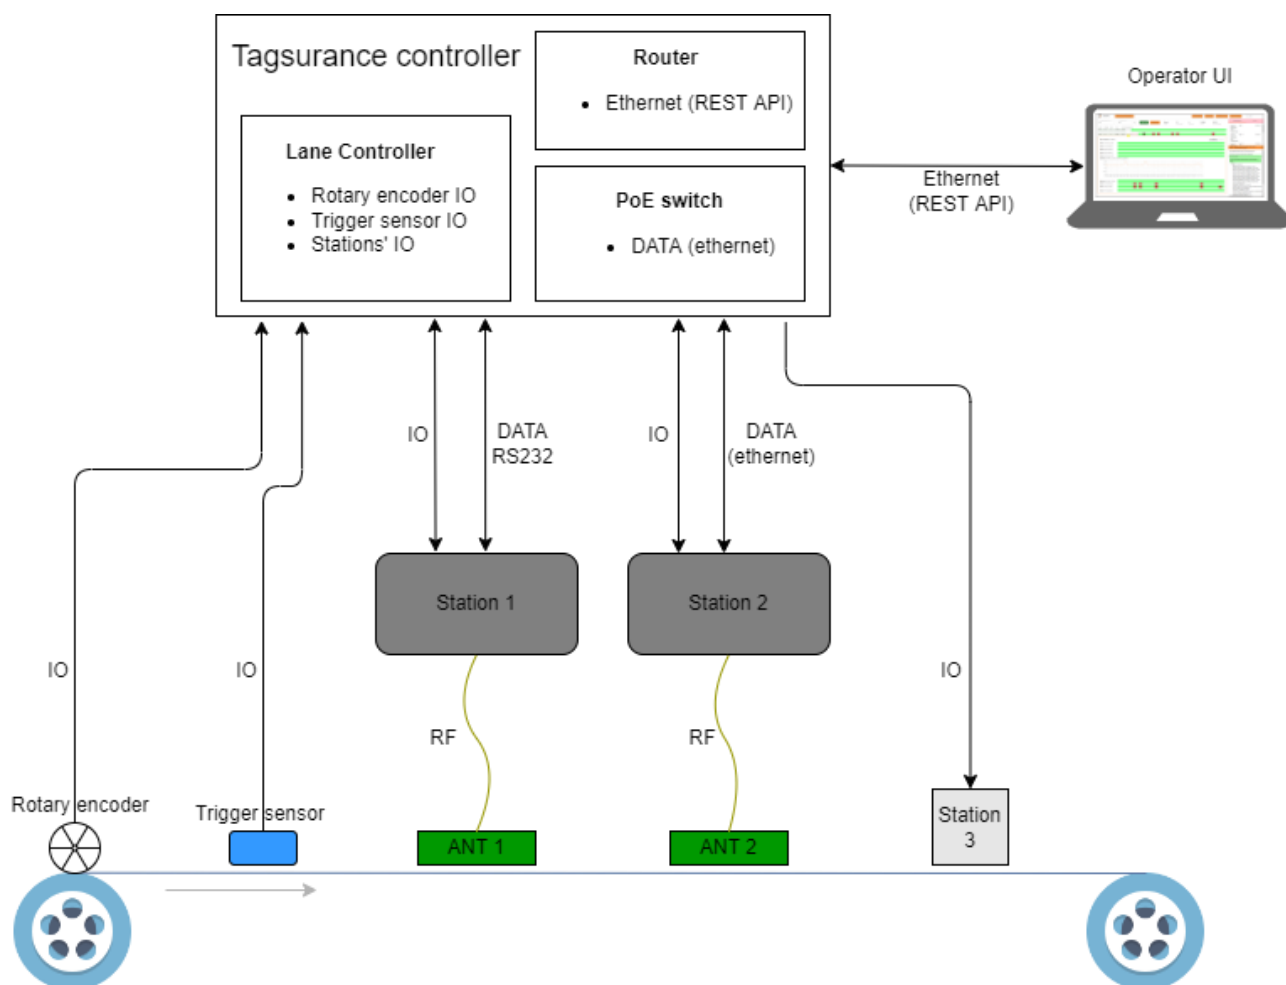 Tagsurance controller
Router
• Ethernet (REST API)
Lane Controller
• Rotary encoder IO
• Trigger sensor IO
• Stations' IO
PoE switch
• DATA (ethernet)
Operator UI
Ethernet
(REST API)
IO
DATA
RS232
IO
DATA
(ethernet)
Station 1
Station 2
IO
IO
IO
RF
RF
Rotary encoder
Trigger sensor
ANT 1
ANT 2
Station
3